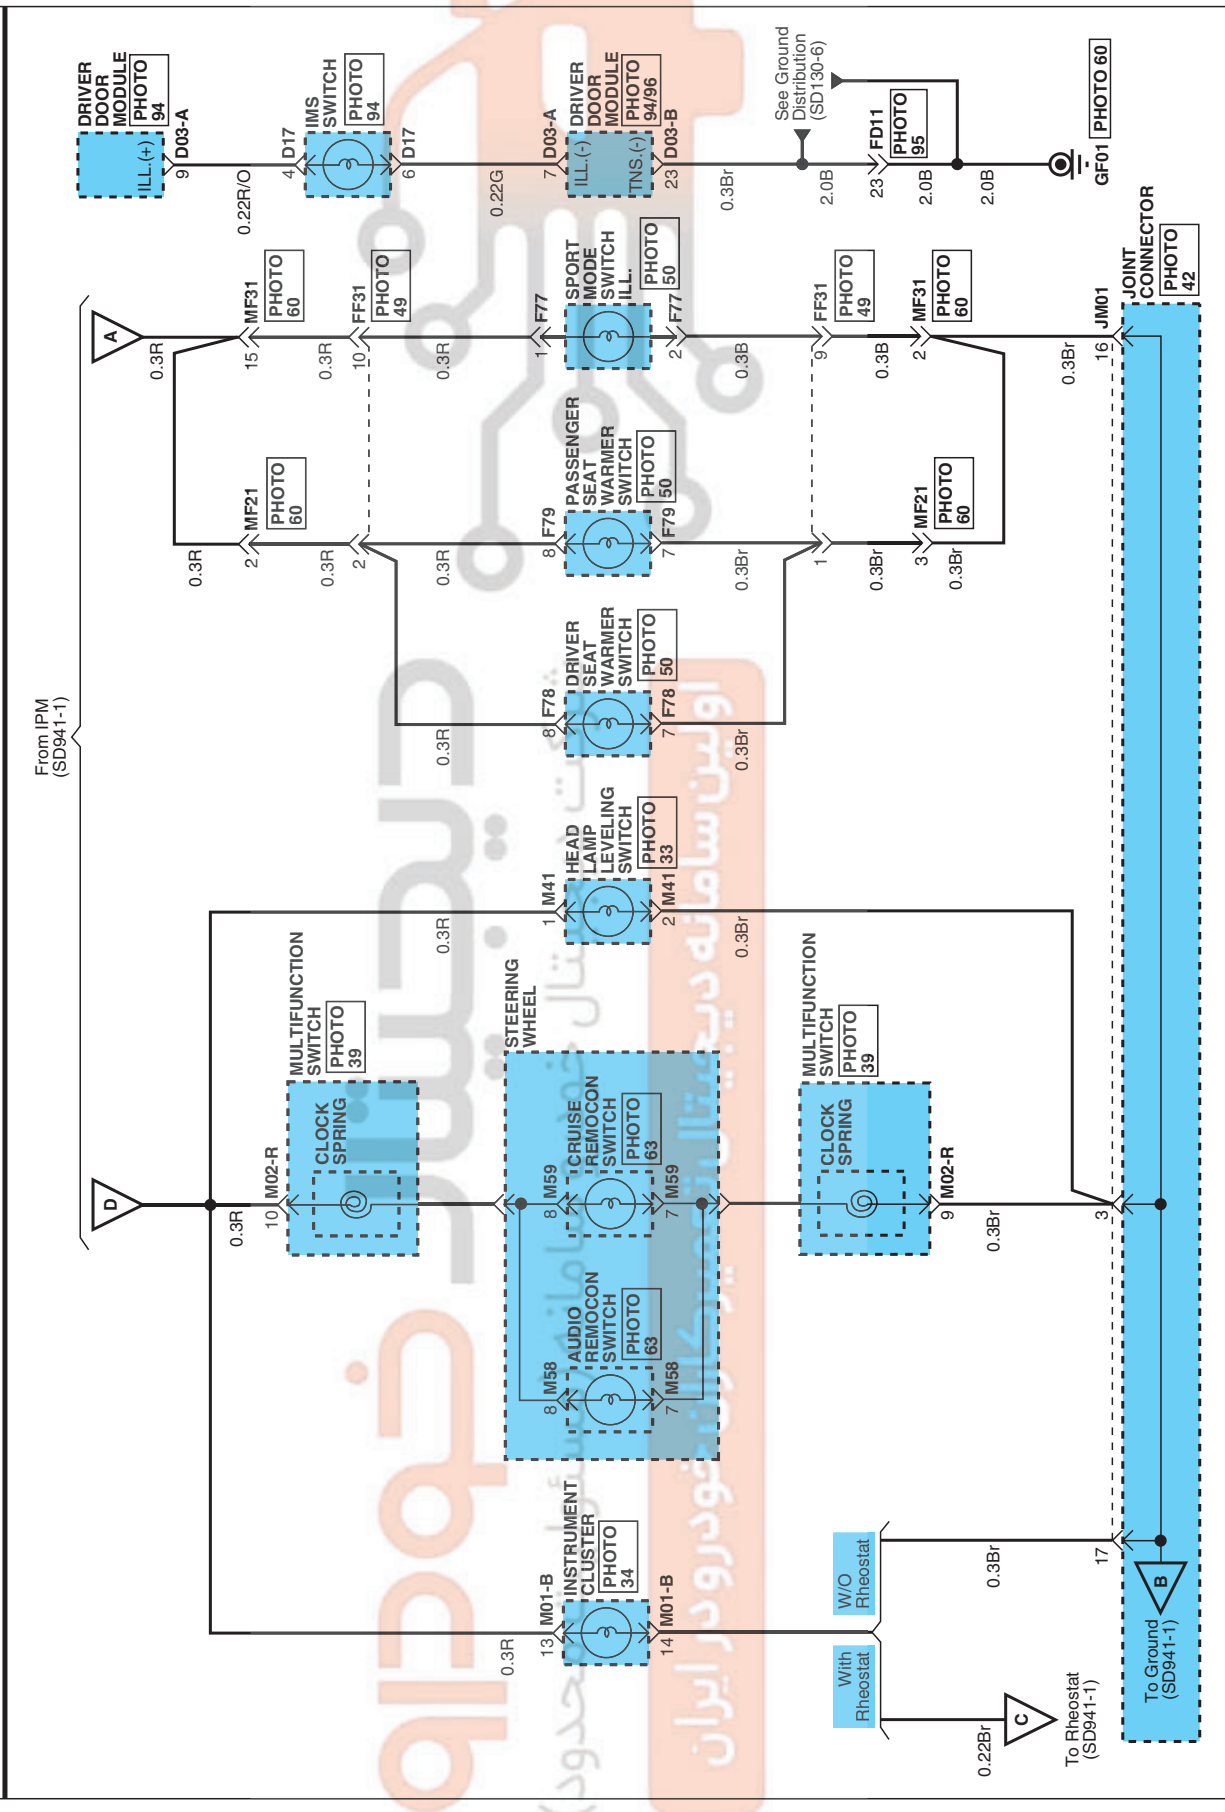 From IPM
(SD941-1)
D
A
0.3R
10
M02-R
MULTIFUNCTION
SWITCH
PHOTO
39
CLOCK
SPRING
STEERING
WHEEL
8
M58
AUDIO
REMOCON
SWITCH
PHOTO
63
7
M58
8
M59
CRUISE
REMOCON
SWITCH
PHOTO
63
7
M59
MULTIFUNCTION
SWITCH
PHOTO
39
CLOCK
SPRING
9
M02-R
0.3Br
3
0.3R
13
M01-B
INSTRUMENT
CLUSTER
PHOTO
34
14
M01-B
With
Rheostat
W/O
Rheostat
0.22Br
C
To Rheostat
(SD941-1)
0.3Br
17
B
To Ground
(SD941-1)
0.3R
1
M41
HEAD
LAMP
LEVELING
SWITCH
PHOTO
33
2
M41
0.3Br
0.3R
8
F78
DRIVER
SEAT
WARMER
SWITCH
PHOTO
50
7
F78
0.3Br
0.3R
2
MF21
PHOTO
60
0.3R
2
0.3R
8
F79
PASSENGER
SEAT
WARMER
SWITCH
PHOTO
50
7
F79
0.3Br
1
0.3Br
3
MF21
PHOTO
60
0.3Br
0.3R
15
MF31
PHOTO
60
0.3R
10
FF31
PHOTO
49
0.3R
1
F77
SPORT
MODE
SWITCH
ILL.
PHOTO
50
2
F77
0.3B
9
FF31
PHOTO
49
0.3B
2
MF31
PHOTO
60
0.3Br
16
JM01
JOINT
CONNECTOR
PHOTO
42
DRIVER
DOOR
MODULE
PHOTO
94
ILL.(+)
9
D03-A
0.22R/O
4
D17
IMS
SWITCH
PHOTO
94
6
D17
0.22G
7
D03-A
DRIVER
DOOR
MODULE
PHOTO
94/96
ILL.(-)
TNS.(-)
23
D03-B
0.3Br
See Ground
Distribution
(SD130-6)
2.0B
23
FD11
PHOTO
95
2.0B
2.0B
GF01
PHOTO 60
دیجیتال خودرو
اولین سامانه دیجیتال تعمیرکاران خودرو در ایران